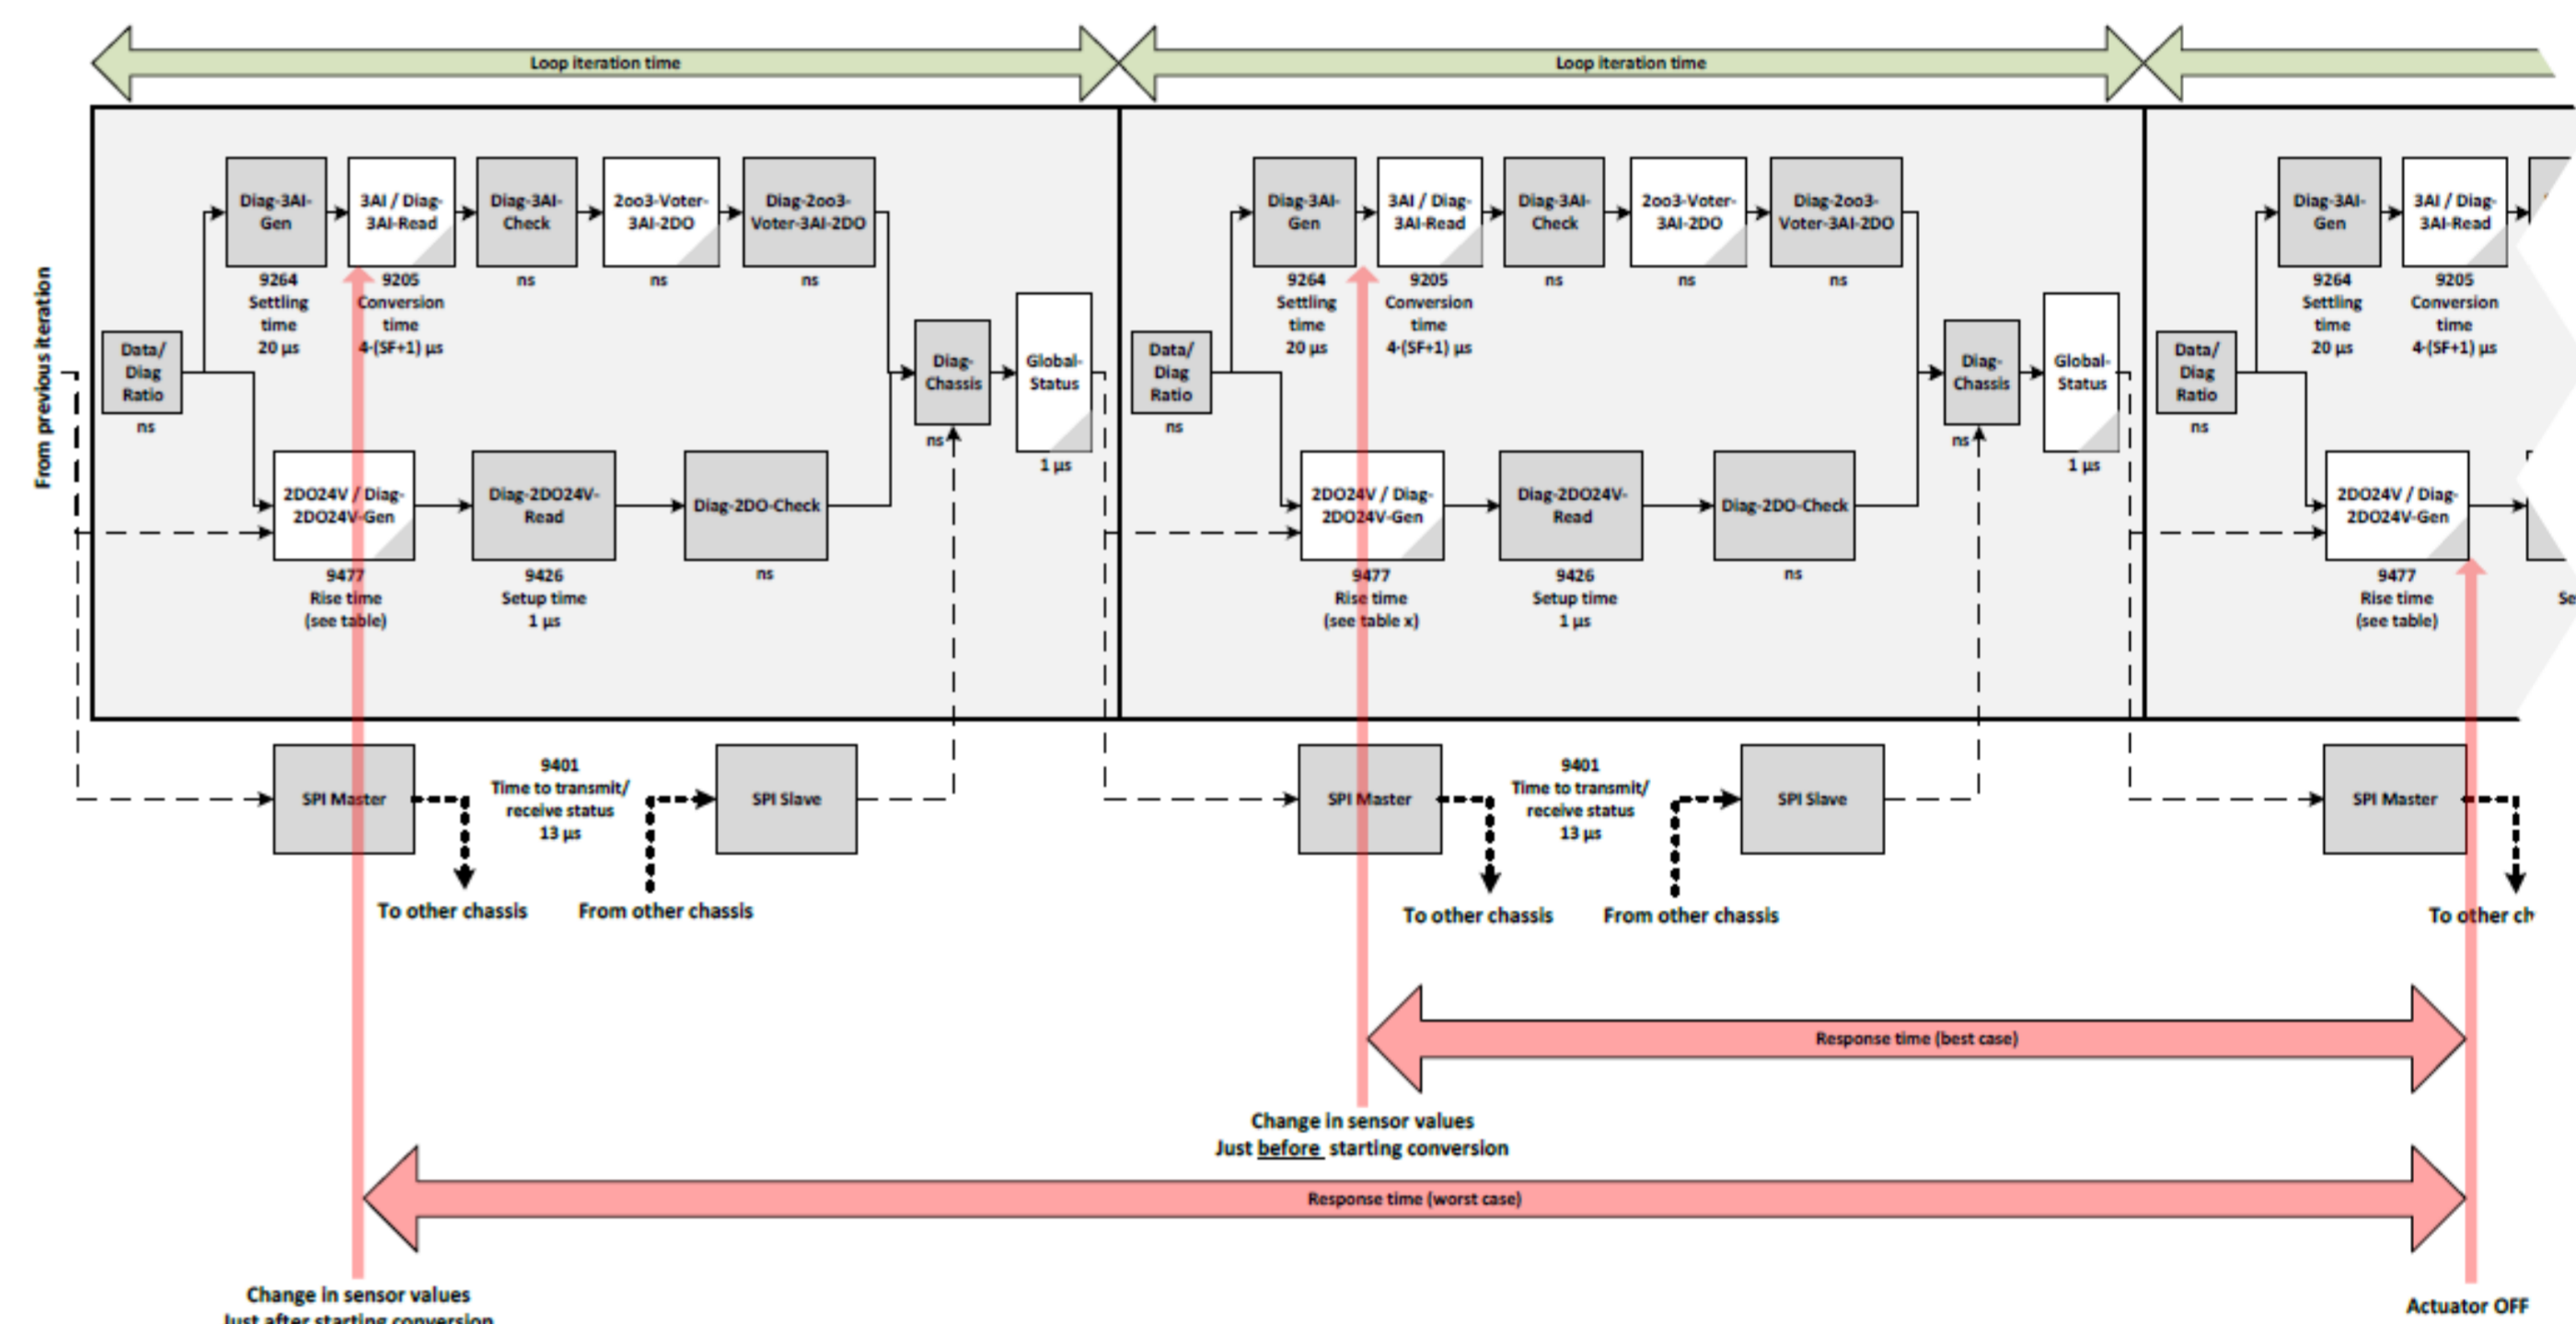 Loop iteration time
Loop iteration time
From previous iteration
Data/
Diag
Ratio
ns
Diag-3AI-
Gen
9264
Settling
time
20 µs
3AI / Diag-
3AI-Read
9205
Conversion
time
4·(SF+1) µs
Diag-3AI-
Check
ns
2oo3-Voter-
3AI-2DO
ns
Diag-2oo3-
Voter-3AI-2DO
ns
2DO24V / Diag-
2DO24V-Gen
9477
Rise time
(see table)
Diag-2DO24V-
Read
9426
Setup time
1 µs
Diag-2DO-Check
ns
Diag-
Chassis
ns
Global-
Status
1 µs
SPI Master
9401
Time to transmit/
receive status
13 µs
SPI Slave
To other chassis
From other chassis
Data/
Diag
Ratio
ns
Diag-3AI-
Gen
9264
Settling
time
20 µs
3AI / Diag-
3AI-Read
9205
Conversion
time
4·(SF+1) µs
Diag-3AI-
Check
ns
2oo3-Voter-
3AI-2DO
ns
Diag-2oo3-
Voter-3AI-2DO
ns
2DO24V / Diag-
2DO24V-Gen
9477
Rise time
(see table x)
Diag-2DO24V-
Read
9426
Setup time
1 µs
Diag-2DO-Check
ns
Diag-
Chassis
ns
Global-
Status
1 µs
SPI Master
9401
Time to transmit/
receive status
13 µs
SPI Slave
To other chassis
From other chassis
Data/
Diag
Ratio
ns
Diag-3AI-
Gen
9264
Settling
time
20 µs
3AI / Diag-
3AI-Read
9205
Conversion
time
4·(SF+1) µs
2DO24V / Diag-
2DO24V-Gen
9477
Rise time
(see table)
Se
SPI Master
To other ch
Response time (best case)
Change in sensor values
Just before starting conversion
Response time (worst case)
Change in sensor values
Just after starting conversion
Actuator OFF